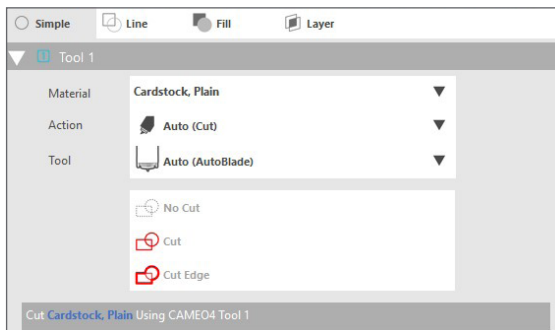 Simple Line Fill Layer
1 Tool 1
Material Cardstock, Plain
Action Auto (Cut)
Tool Auto (AutoBlade)
No Cut
Cut
Cut Edge
Cut Cardstock, Plain Using CAMEO4 Tool 1